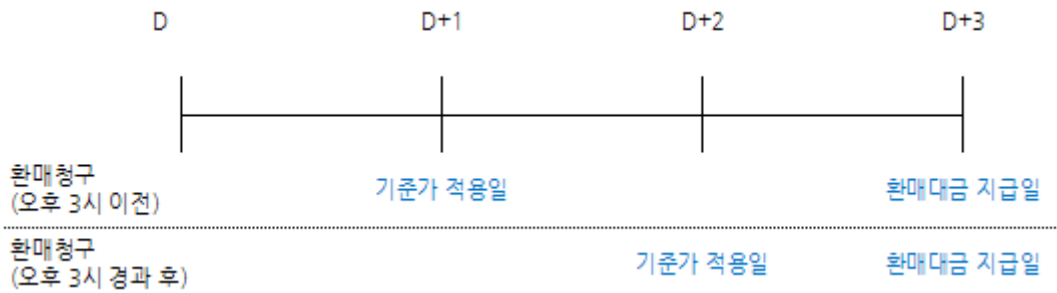 D D+1 D+2 D+3
환매청구
(오후 3시 이전)
기준가 적용일 환매대금 지급일
환매청구
(오후 3시 경과 후)
기준가 적용일 환매대금 지급일